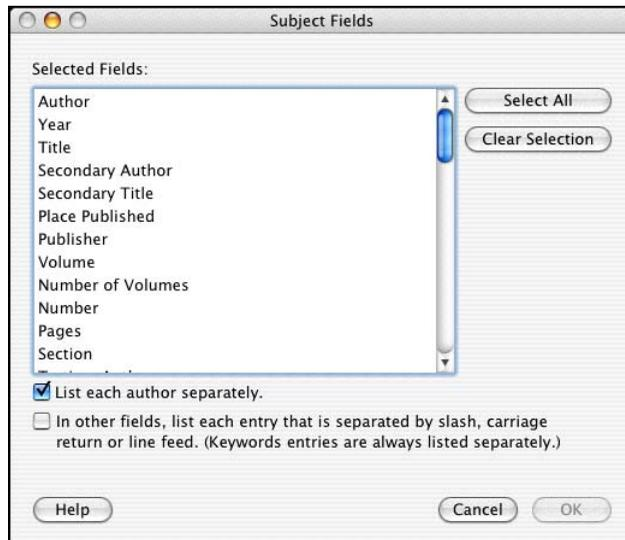 Subject Fields
Selected Fields:
Author
Year
Title
Secondary Author
Secondary Title
Place Published
Publisher
Volume
Number of Volumes
Number
Pages
Section
Select All
Clear Selection
List each author separately.
In other fields, list each entry that is separated by slash, carriage
return or line feed. (Keywords entries are always listed separately.)
Help
Cancel
OK